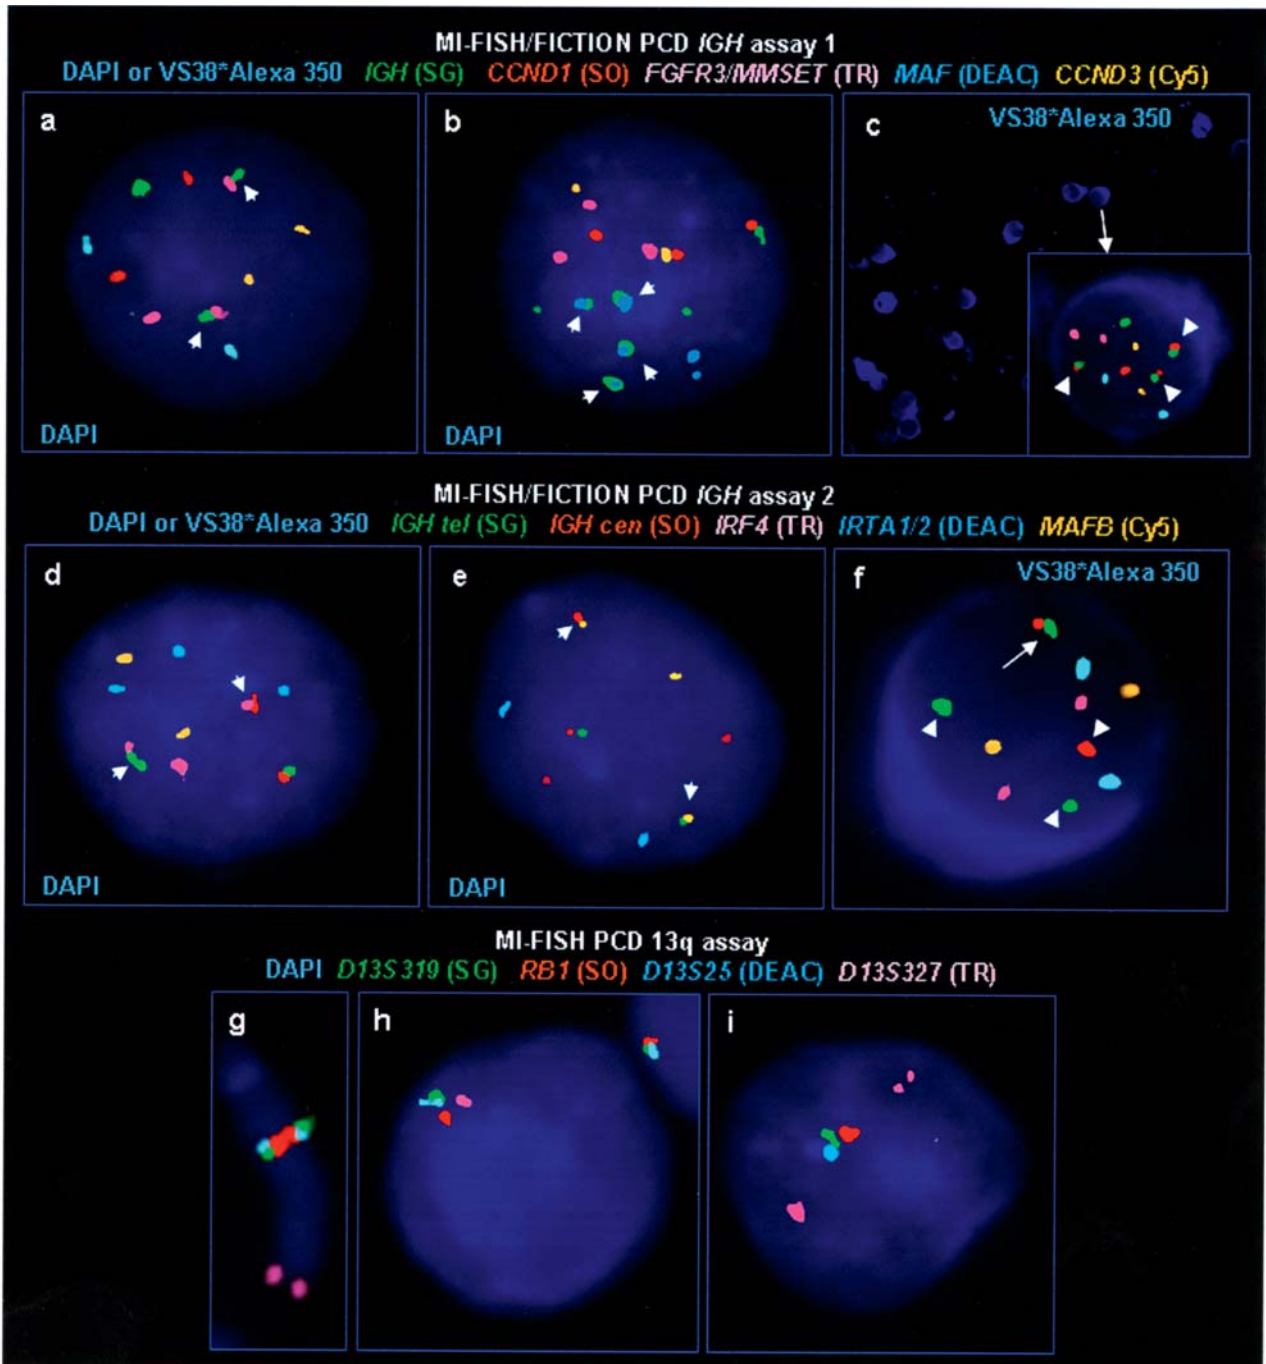 MI-FISH/FICTION PCD IGH assay 1
DAPI or VS38*Alexa 350 IGH (SG) CCND1 (SO) FGFR3/MMSET (TR) MAF (DEAC) CCND3 (Cy5)
a
b
c
VS38*Alexa 350
DAPI
DAPI
MI-FISH/FICTION PCD IGH assay 2
DAPI or VS38*Alexa 350 IGH tel (SG) IGH cen (SO) IRF4 (TR) IRTA1/2 (DEAC) MAFB (Cy5)
d
e
f
VS38*Alexa 350
DAPI
DAPI
MI-FISH PCD 13q assay
DAPI D13S319 (SG) RB1 (SO) D13S25 (DEAC) D13S327 (TR)
g
h
i